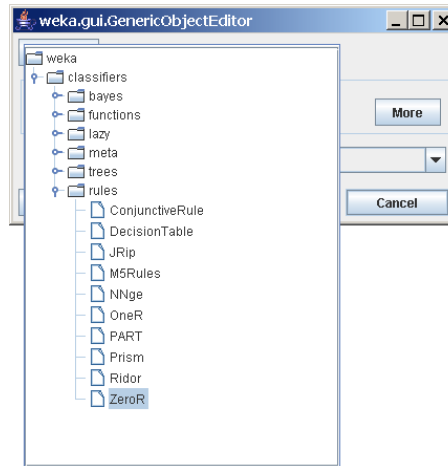 weka.gui.GenericObjectEditor
weka
classifiers
bayes
functions
More
lazy
meta
trees
rules
Cancel
ConjunctiveRule
DecisionTable
JRip
M5Rules
NNge
OneR
PART
Prism
Ridor
ZeroR